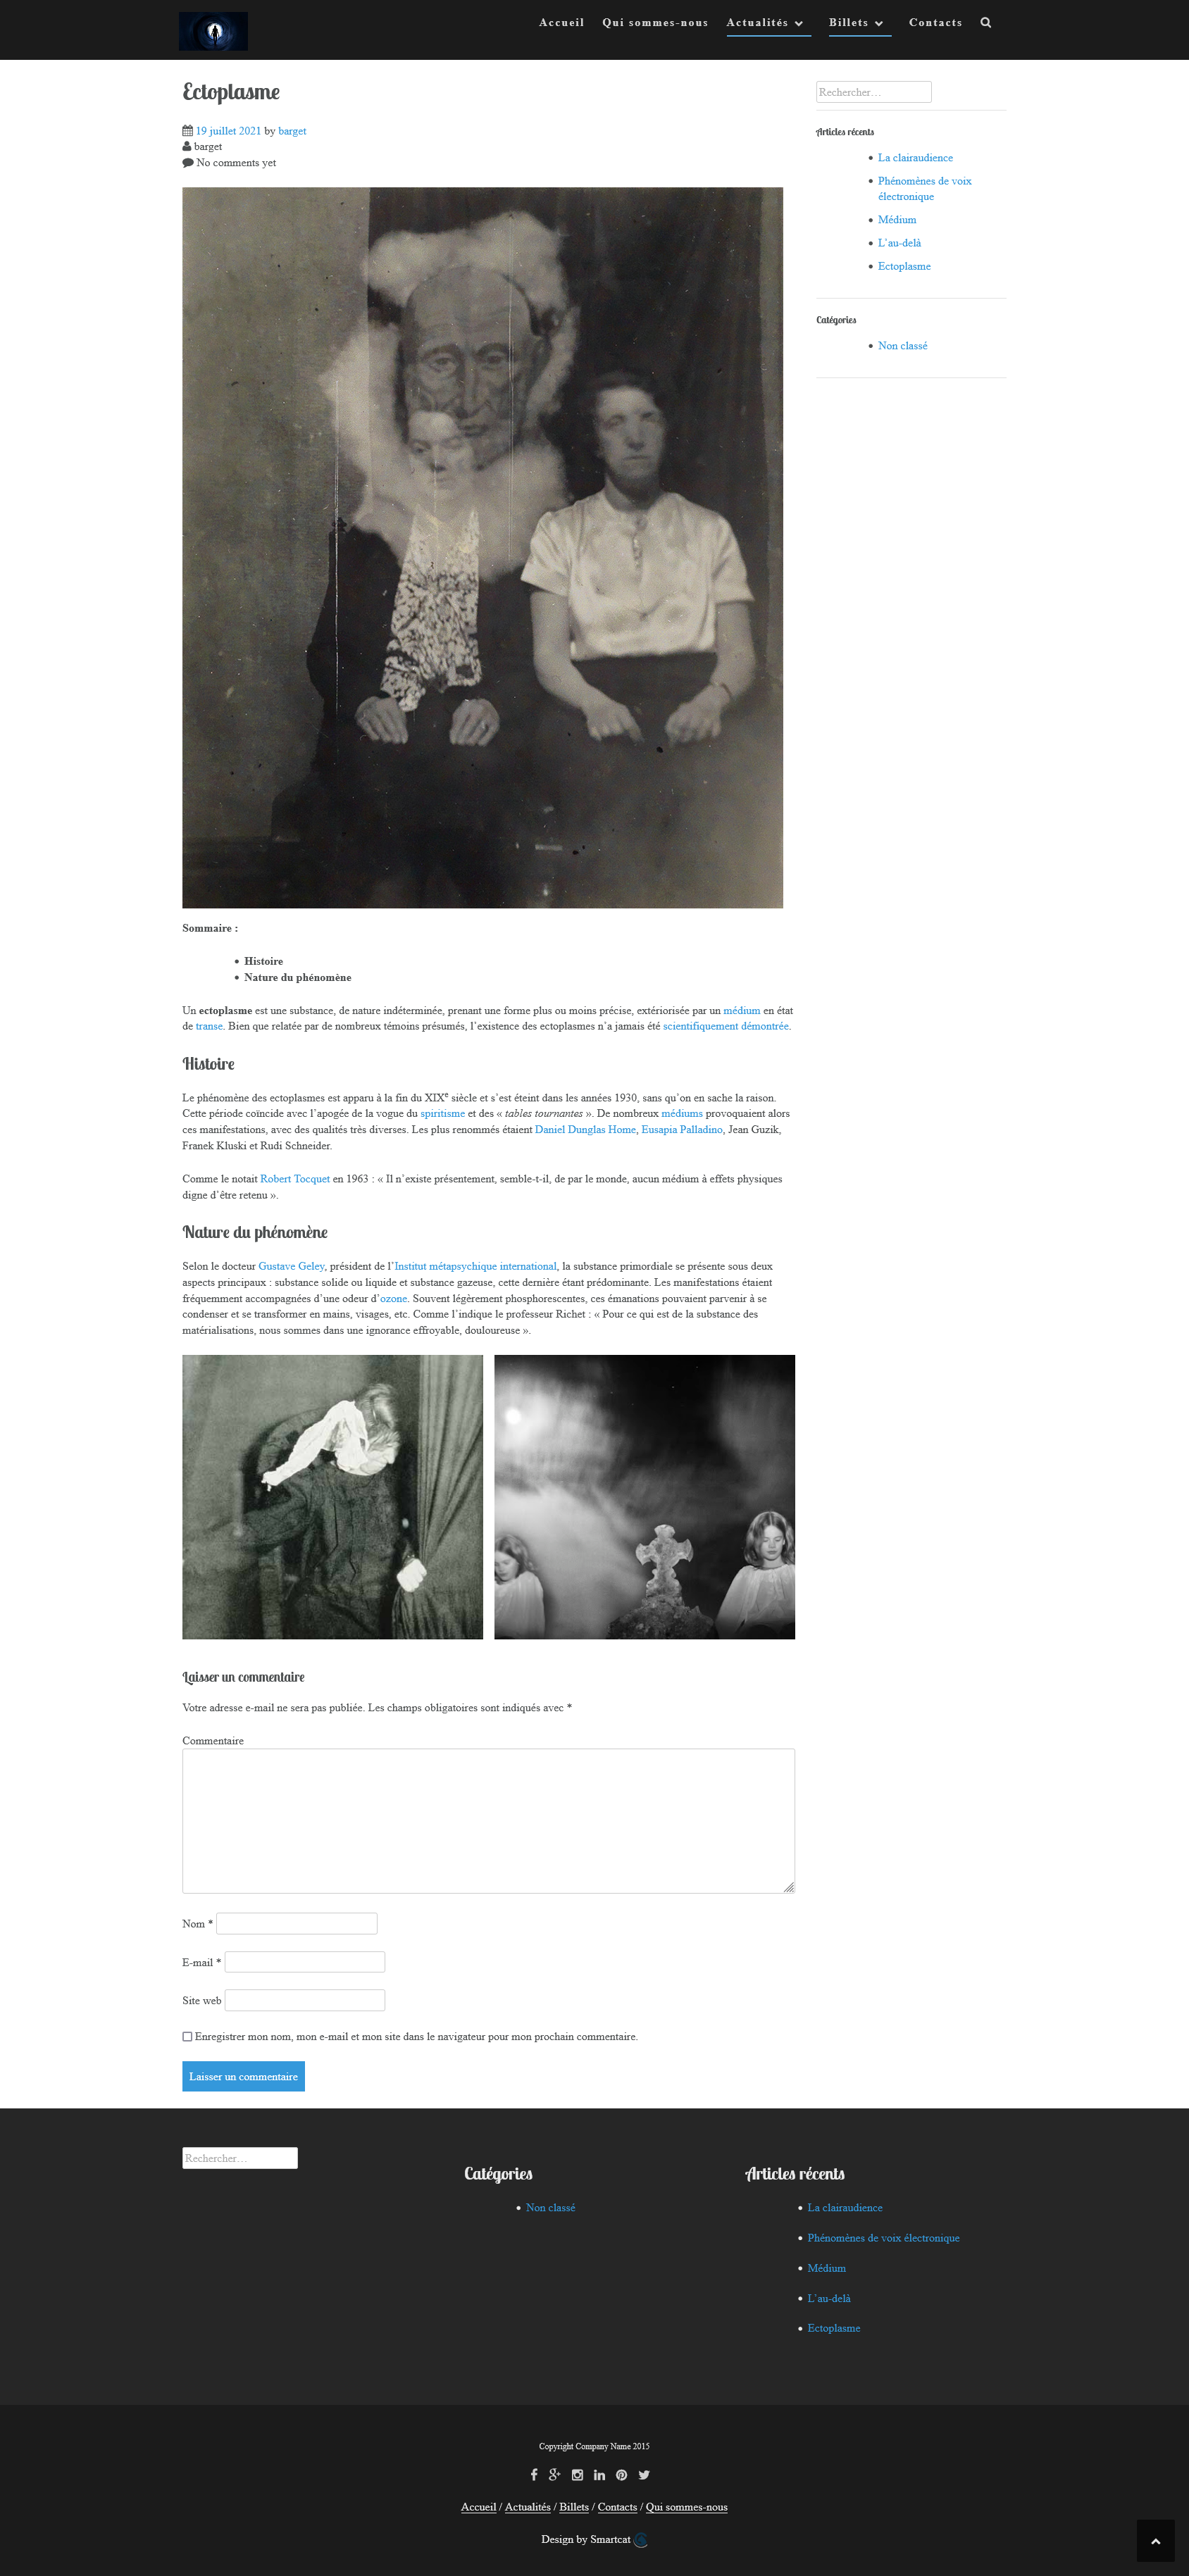 Accueil
Qui sommes-nous
Actualités
Billets
Contacts
Ectoplasme
19 juillet 2021 by barget
barget
No comments yet
Rechercher…
Articles récents
La clairaudience
Phénomènes de voix
électronique
Médium
L'au-delà
Ectoplasme
Catégories
Non classé
Sommaire :
Histoire
Nature du phénomène
Un ectoplasme est une substance, de nature indéterminée, prenant une forme plus ou moins précise, extériorisée par un médium en état
de transe. Bien que relatée par de nombreux témoins présumés, l'existence des ectoplasmes n'a jamais été scientifiquement démontrée.
Histoire
Le phénomène des ectoplasmes est apparu à la fin du XIXe siècle et s'est éteint dans les années 1930, sans qu'on en sache la raison.
Cette période coïncide avec l'apogée de la vogue du spiritisme et des « tables tournantes ». De nombreux médiums provoquaient alors
ces manifestations, avec des qualités très diverses. Les plus renommés étaient Daniel Dunglas Home, Eusapia Palladino, Jean Guzik,
Franek Kluski et Rudi Schneider.
Comme le notait Robert Tocquet en 1963 : « Il n'existe présentement, semble-t-il, de par le monde, aucun médium à effets physiques
digne d'être retenu ».
Nature du phénomène
Selon le docteur Gustave Geley, président de l'Institut métapsychique international, la substance primordiale se présente sous deux
aspects principaux : substance solide ou liquide et substance gazeuse, cette dernière étant prédominante. Les manifestations étaient
fréquemment accompagnées d'une odeur d'ozone. Souvent légèrement phosphorescentes, ces émanations pouvaient parvenir à se
condenser et se transformer en mains, visages, etc. Comme l'indique le professeur Richet : « Pour ce qui est de la substance des
matérialisations, nous sommes dans une ignorance effroyable, douloureuse ».
Laisser un commentaire
Votre adresse e-mail ne sera pas publiée. Les champs obligatoires sont indiqués avec *
Commentaire
Nom *
E-mail *
Site web
Enregistrer mon nom, mon e-mail et mon site dans le navigateur pour mon prochain commentaire.
Laisser un commentaire
Rechercher…
Catégories
Non classé
Articles récents
La clairaudience
Phénomènes de voix électronique
Médium
L'au-delà
Ectoplasme
Copyright Company Name 2015
Accueil / Actualités / Billets / Contacts / Qui sommes-nous
Design by Smartcat